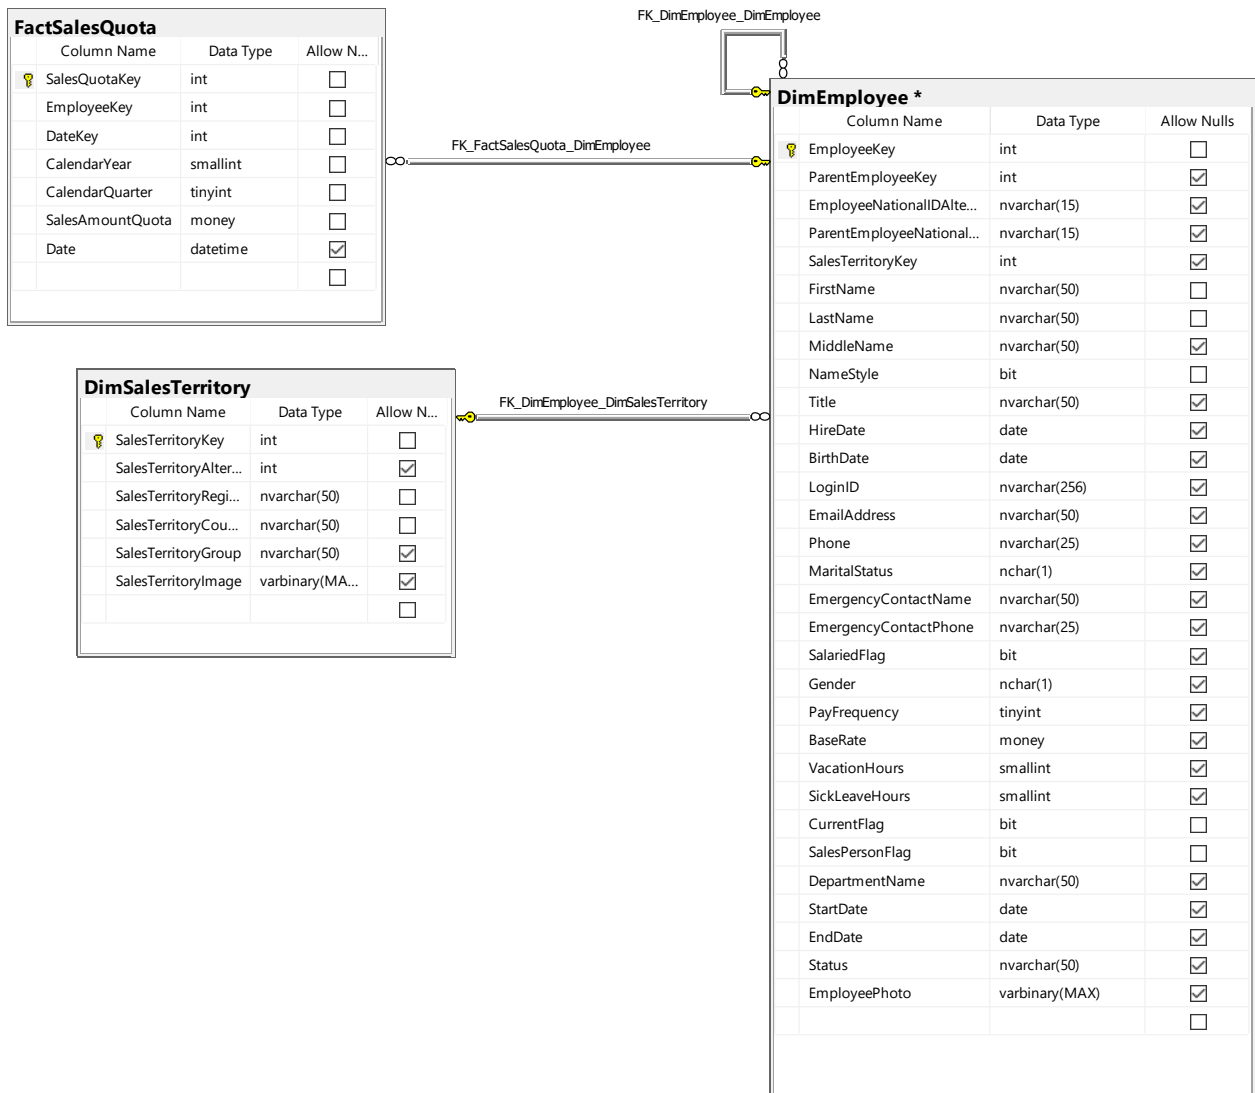 FactSalesQuota
Column Name Data Type Allow N...
SalesQuotaKey int
EmployeeKey int
DateKey int
CalendarYear smallint
CalendarQuarter tinyint
SalesAmountQuota money
Date datetime
FK_DimEmployee_DimEmployee
FK_FactSalesQuota_DimEmployee
DimSalesTerritory
Column Name Data Type Allow N...
SalesTerritoryKey int
SalesTerritoryAlter... int
SalesTerritoryRegi... nvarchar(50)
SalesTerritoryCou... nvarchar(50)
SalesTerritoryGroup nvarchar(50)
SalesTerritoryImage varbinary(MA...
FK_DimEmployee_DimSalesTerritory
DimEmployee *
Column Name Data Type Allow Nulls
EmployeeKey int
ParentEmployeeKey int
EmployeeNationalIDAlte... nvarchar(15)
ParentEmployeeNational... nvarchar(15)
SalesTerritoryKey int
FirstName nvarchar(50)
LastName nvarchar(50)
MiddleName nvarchar(50)
NameStyle bit
Title nvarchar(50)
HireDate date
BirthDate date
LoginID nvarchar(256)
EmailAddress nvarchar(50)
Phone nvarchar(25)
MaritalStatus nchar(1)
EmergencyContactName nvarchar(50)
EmergencyContactPhone nvarchar(25)
SalariedFlag bit
Gender nchar(1)
PayFrequency tinyint
BaseRate money
VacationHours smallint
SickLeaveHours smallint
CurrentFlag bit
SalesPersonFlag bit
DepartmentName nvarchar(50)
StartDate date
EndDate date
Status nvarchar(50)
EmployeePhoto varbinary(MAX)